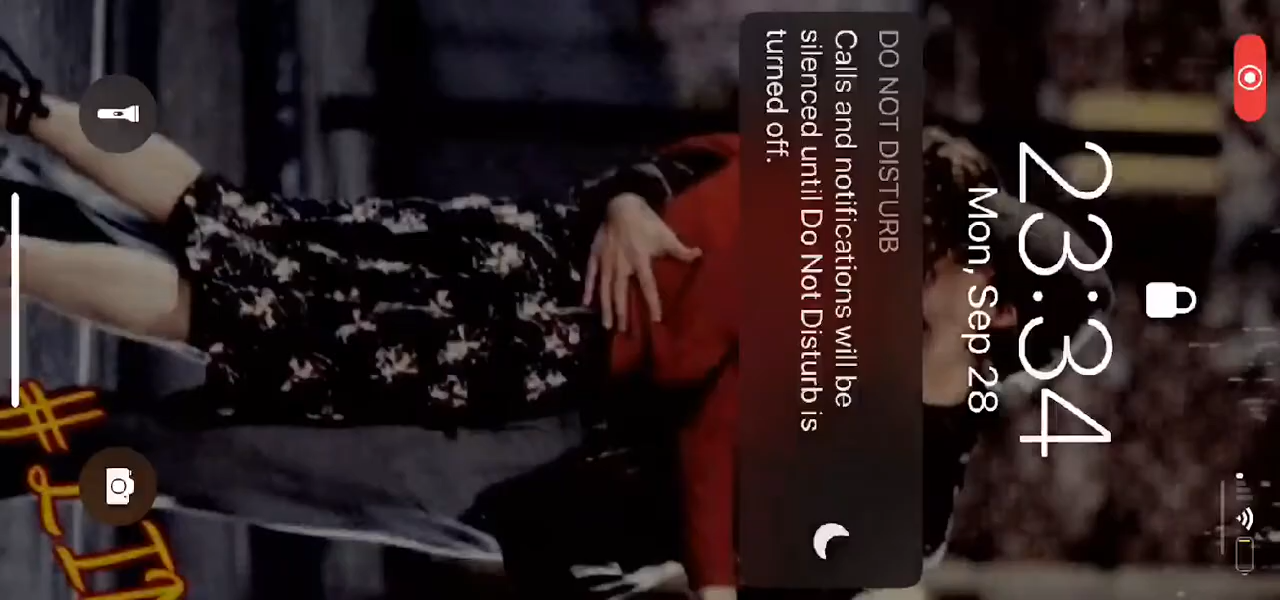 23:34
Mon, Sep 28
DO NOT DISTURB
Calls and notifications will be
silenced until Do Not Disturb is
turned off.